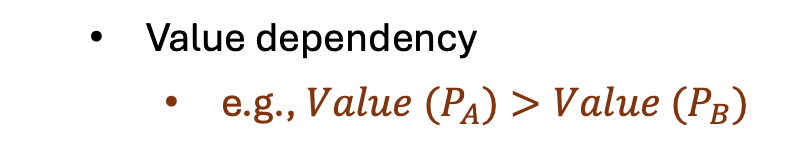 • Value dependency
• e.g., Value (P_A) > Value (P_B)